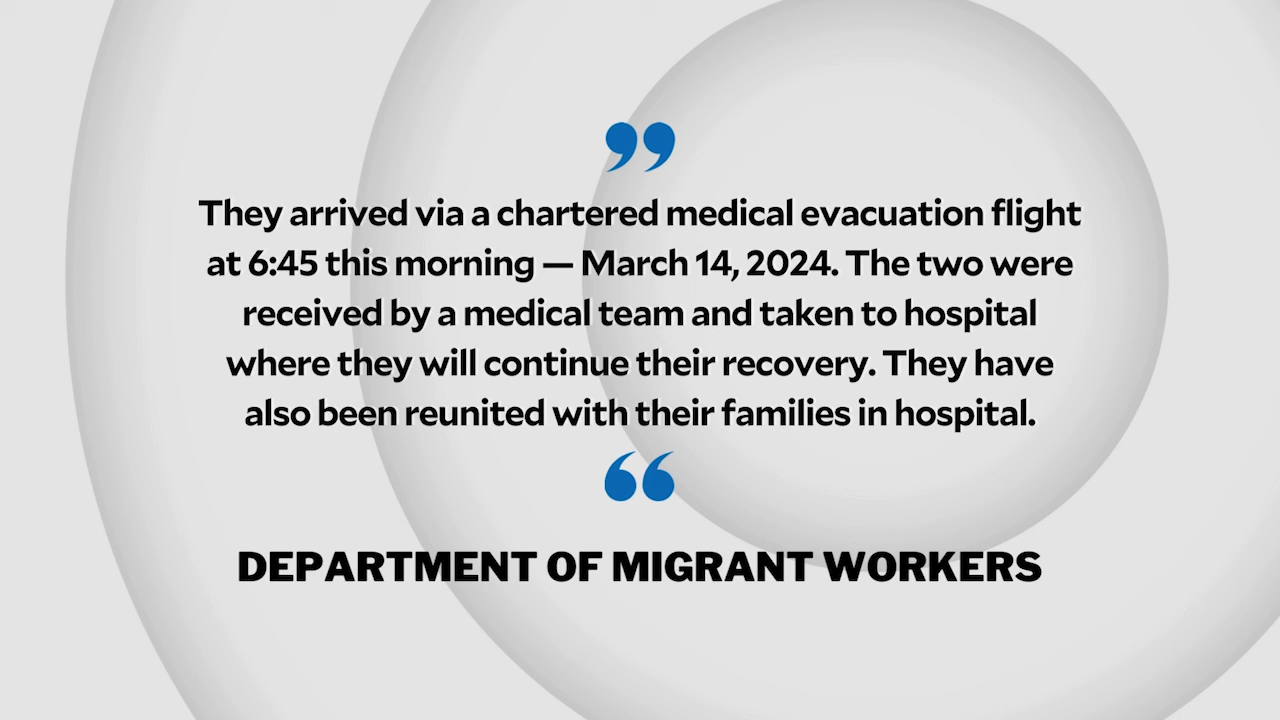 ”
They arrived via a chartered medical evacuation flight
at 6:45 this morning — March 14, 2024. The two were
received by a medical team and taken to hospital
where they will continue their recovery. They have
also been reunited with their families in hospital.
“
DEPARTMENT OF MIGRANT WORKERS